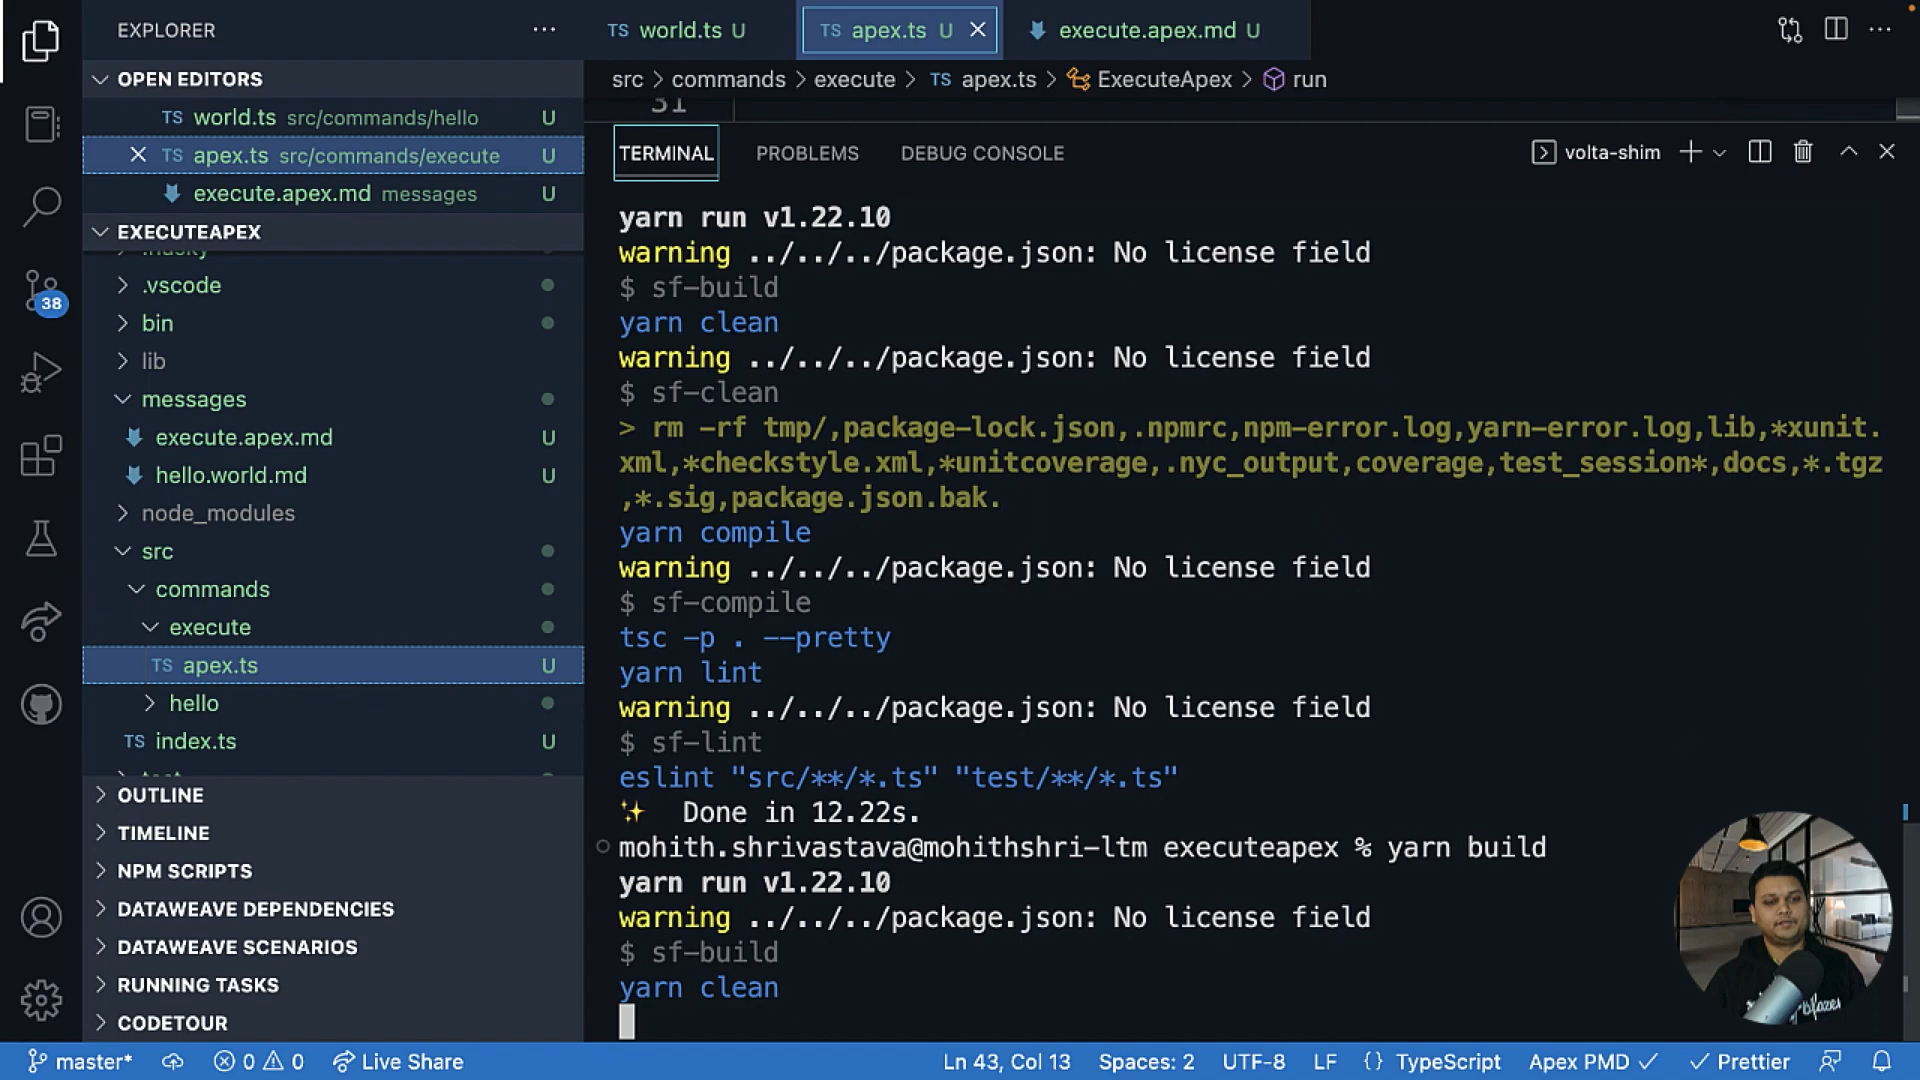 EXPLORER
TS world.ts U
TS apex.ts U
execute.apex.md U
OPEN EDITORS
TS world.ts src/commands/hello U
TS apex.ts src/commands/execute U
execute.apex.md messages U
EXECUTEAPEX
.husky
.vscode
bin
lib
messages
execute.apex.md U
hello.world.md U
node_modules
src
commands
execute
TS apex.ts U
hello
TS index.ts U
test
OUTLINE
TIMELINE
NPM SCRIPTS
DATAWEAVE DEPENDENCIES
DATAWEAVE SCENARIOS
RUNNING TASKS
CODETOUR
38
src > commands > execute > TS apex.ts > ExecuteApex > run
31
TERMINAL PROBLEMS DEBUG CONSOLE
volta-shim
yarn run v1.22.10
warning ../../../package.json: No license field
$ sf-build
yarn clean
warning ../../../package.json: No license field
$ sf-clean
> rm -rf tmp/,package-lock.json,.npmrc,npm-error.log,yarn-error.log,lib,*xunit.
xml,*checkstyle.xml,*unitcoverage,.nyc_output,coverage,test_session*,docs,*.tgz
,*.sig,package.json.bak.
yarn compile
warning ../../../package.json: No license field
$ sf-compile
tsc -p . --pretty
yarn lint
warning ../../../package.json: No license field
$ sf-lint
eslint "src/**/*.ts" "test/**/*.ts"
✨ Done in 12.22s.
mohith.shrivastava@mohithshri-ltm executeapex % yarn build
yarn run v1.22.10
warning ../../../package.json: No license field
$ sf-build
yarn clean
master* 0 0 Live Share
Ln 43, Col 13 Spaces: 2 UTF-8 LF {} TypeScript Apex PMD ✓ ✓ Prettier